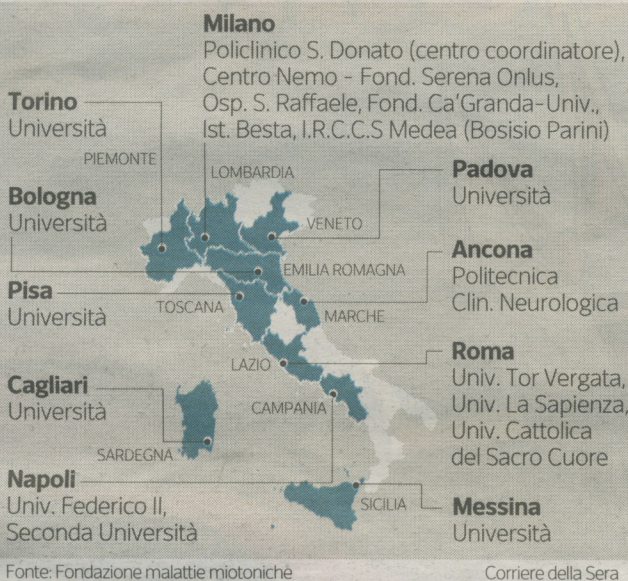 Milano
Policlinico S. Donato (centro coordinatore),
Centro Nemo - Fond. Serena Onlus,
Osp. S. Raffaele, Fond. Ca'Granda-Univ.,
Ist. Besta, I.R.C.C.S Medea (Bosisio Parini)
Torino
Università
PIEMONTE
LOMBARDIA
Padova
Università
VENETO
Bologna
Università
EMILIA ROMAGNA
Ancona
Politecnica
Clin. Neurologica
MARCHE
Pisa
Università
TOSCANA
LAZIO
Roma
Univ. Tor Vergata,
Univ. La Sapienza,
Univ. Cattolica
del Sacro Cuore
CAMPANIA
Cagliari
Università
SARDEGNA
Napoli
Univ. Federico II,
Seconda Università
SICILIA
Messina
Università
Fonte: Fondazione malattie miotoniche
Corriere della Sera